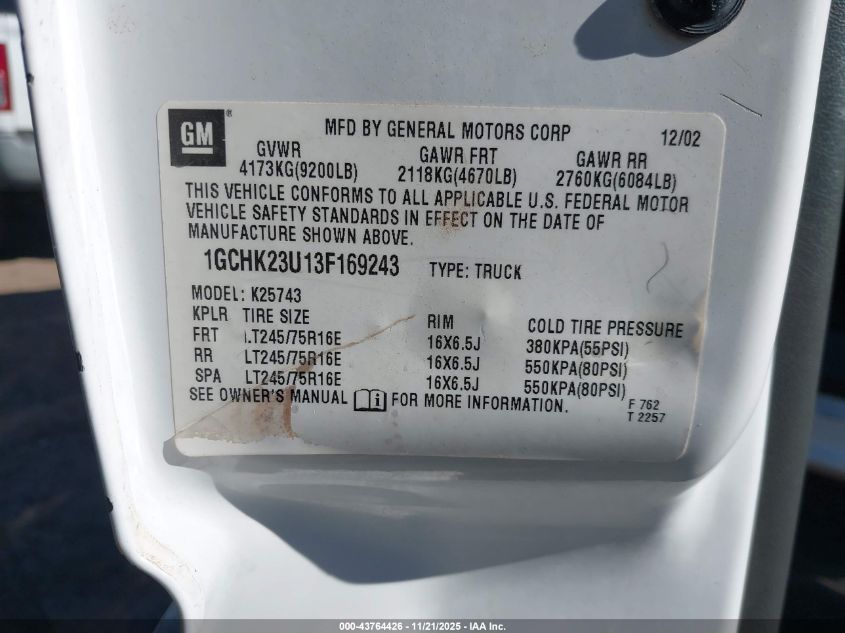 GM ® MFD BY GENERAL MOTORS CORP 12/02
GVWR GAWR FRT GAWR RR
4173KG(9200LB) 2118KG(4670LB) 2760KG(6084LB)
THIS VEHICLE CONFORMS TO ALL APPLICABLE U.S. FEDERAL MOTOR
VEHICLE SAFETY STANDARDS IN EFFECT ON THE DATE OF
MANUFACTURE SHOWN ABOVE.
1GCHK23U13F169243 TYPE: TRUCK
MODEL: K25743
KPLR TIRE SIZE RIM COLD TIRE PRESSURE
FRT LT245/75R16E 16X6.5J 380KPA(55PSI)
RR LT245/75R16E 16X6.5J 550KPA(80PSI)
SPA LT245/75R16E 16X6.5J 550KPA(80PSI)
SEE OWNER'S MANUAL i FOR MORE INFORMATION.
F 762
T 2257
000-43764426 - 11/21/2025 - IAA Inc.